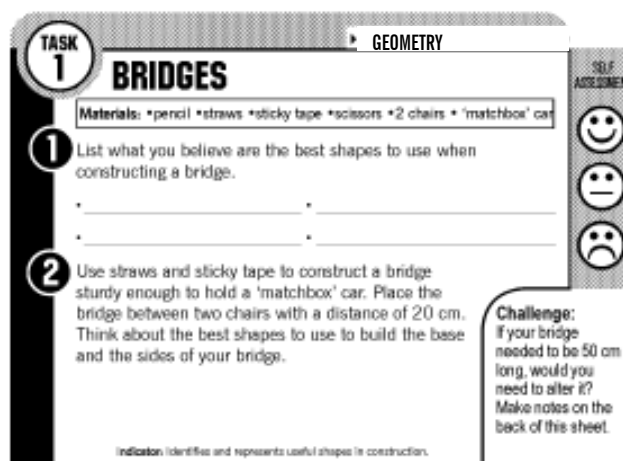 TASK
1
GEOMETRY
BRIDGES
SELF
ASSESSMENT
Materials: •pencil •straws •sticky tape •scissors •2 chairs • 'matchbox' car
1
List what you believe are the best shapes to use when
constructing a bridge.
•
•
•
•
2
Use straws and sticky tape to construct a bridge
sturdy enough to hold a 'matchbox' car. Place the
bridge between two chairs with a distance of 20 cm.
Think about the best shapes to use to build the base
and the sides of your bridge.
Challenge:
If your bridge
needed to be 50 cm
long, would you
need to alter it?
Make notes on the
back of this sheet.
Indicator: Identifies and represents useful shapes in construction.